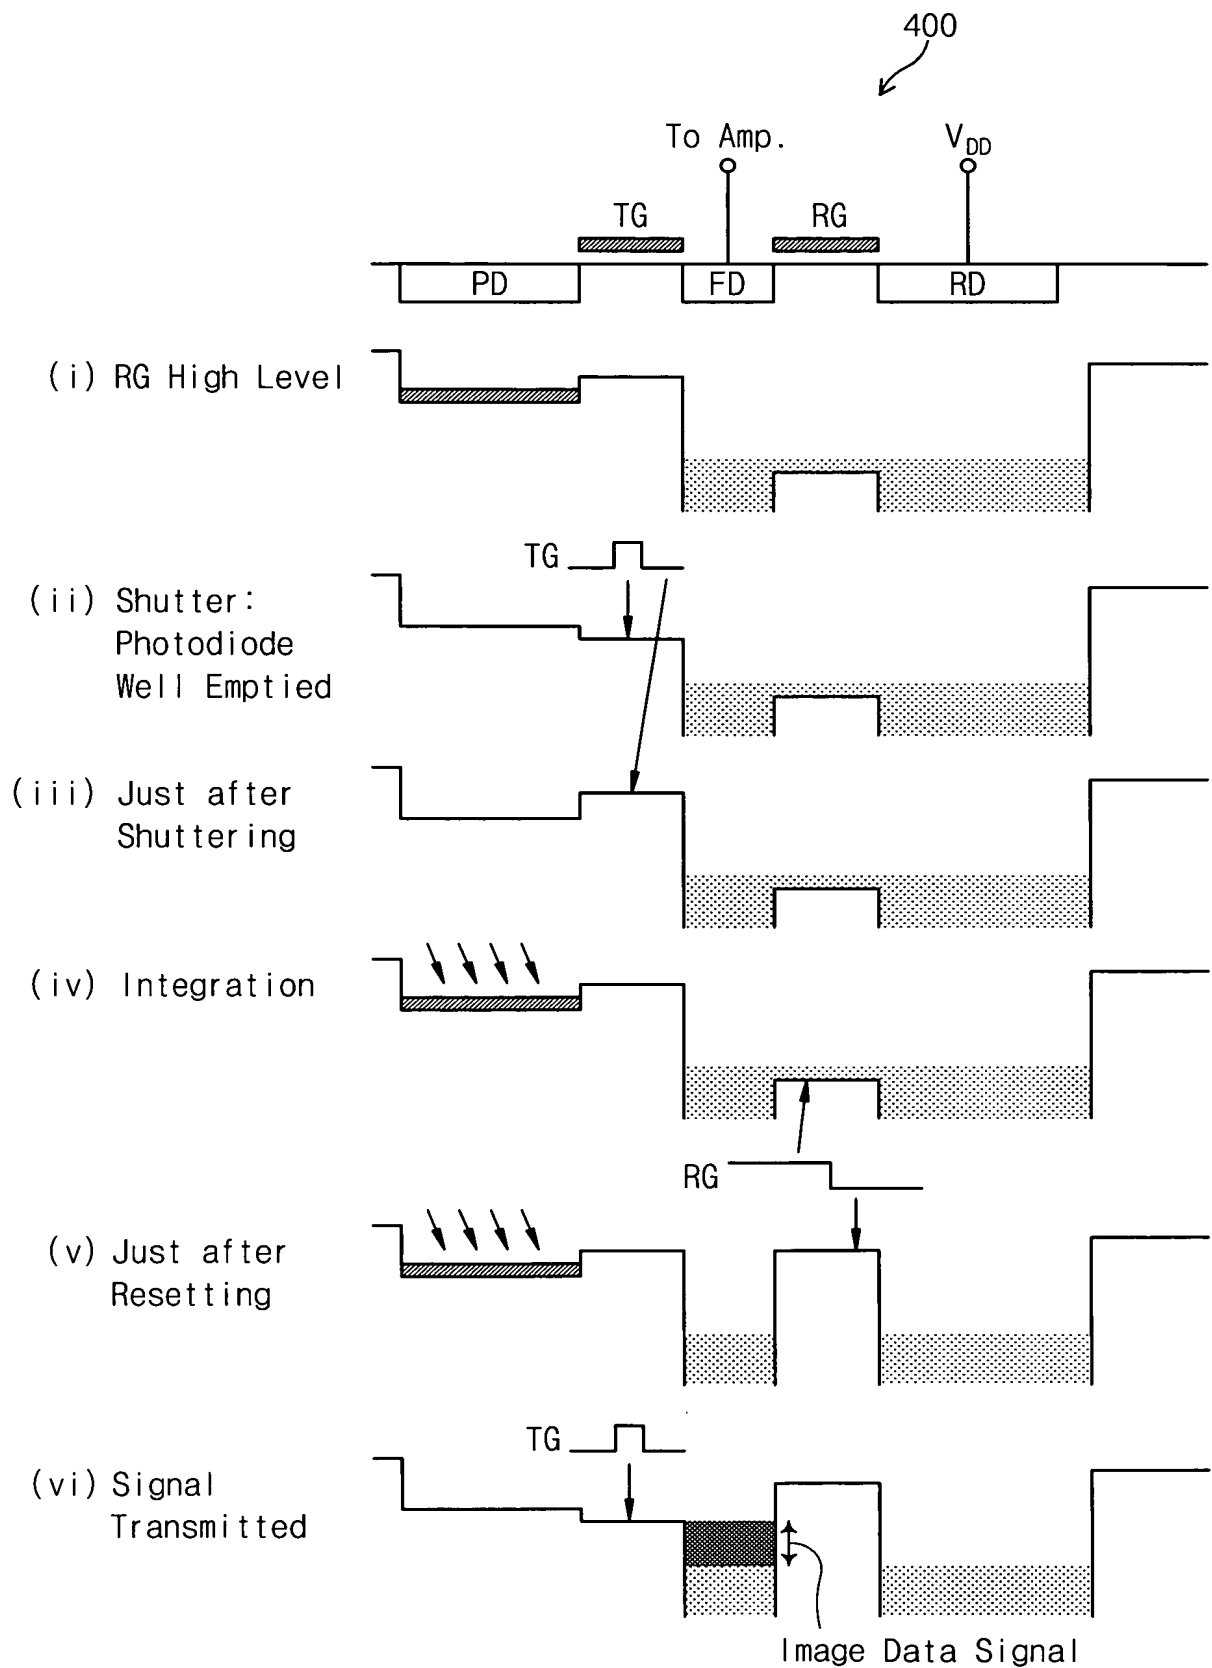 400
To Amp.
V_DD
TG
RG
PD
FD
RD
(i) RG High Level
TG
(ii) Shutter:
Photodiode
Well Emptied
(iii) Just after
Shuttering
(iv) Integration
RG
(v) Just after
Resetting
TG
(vi) Signal
Transmitted
Image Data Signal